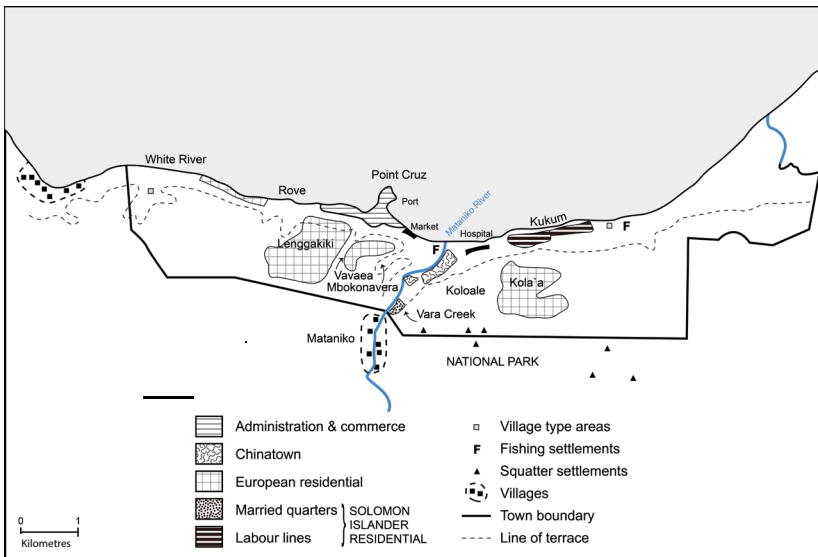 White River
Rove
Point Cruz
Port
Market
Mataniko River
Hospital
Kukum
F
F
Lenggakiki
Vavaea
Mbokonavera
Koloale
Kola'a
Vara Creek
Mataniko
NATIONAL PARK
Administration & commerce
Chinatown
European residential
Married quarters
Labour lines
SOLOMON
ISLANDER
RESIDENTIAL
Village type areas
F Fishing settlements
Squatter settlements
Villages
Town boundary
Line of terrace
0 1
Kilometres